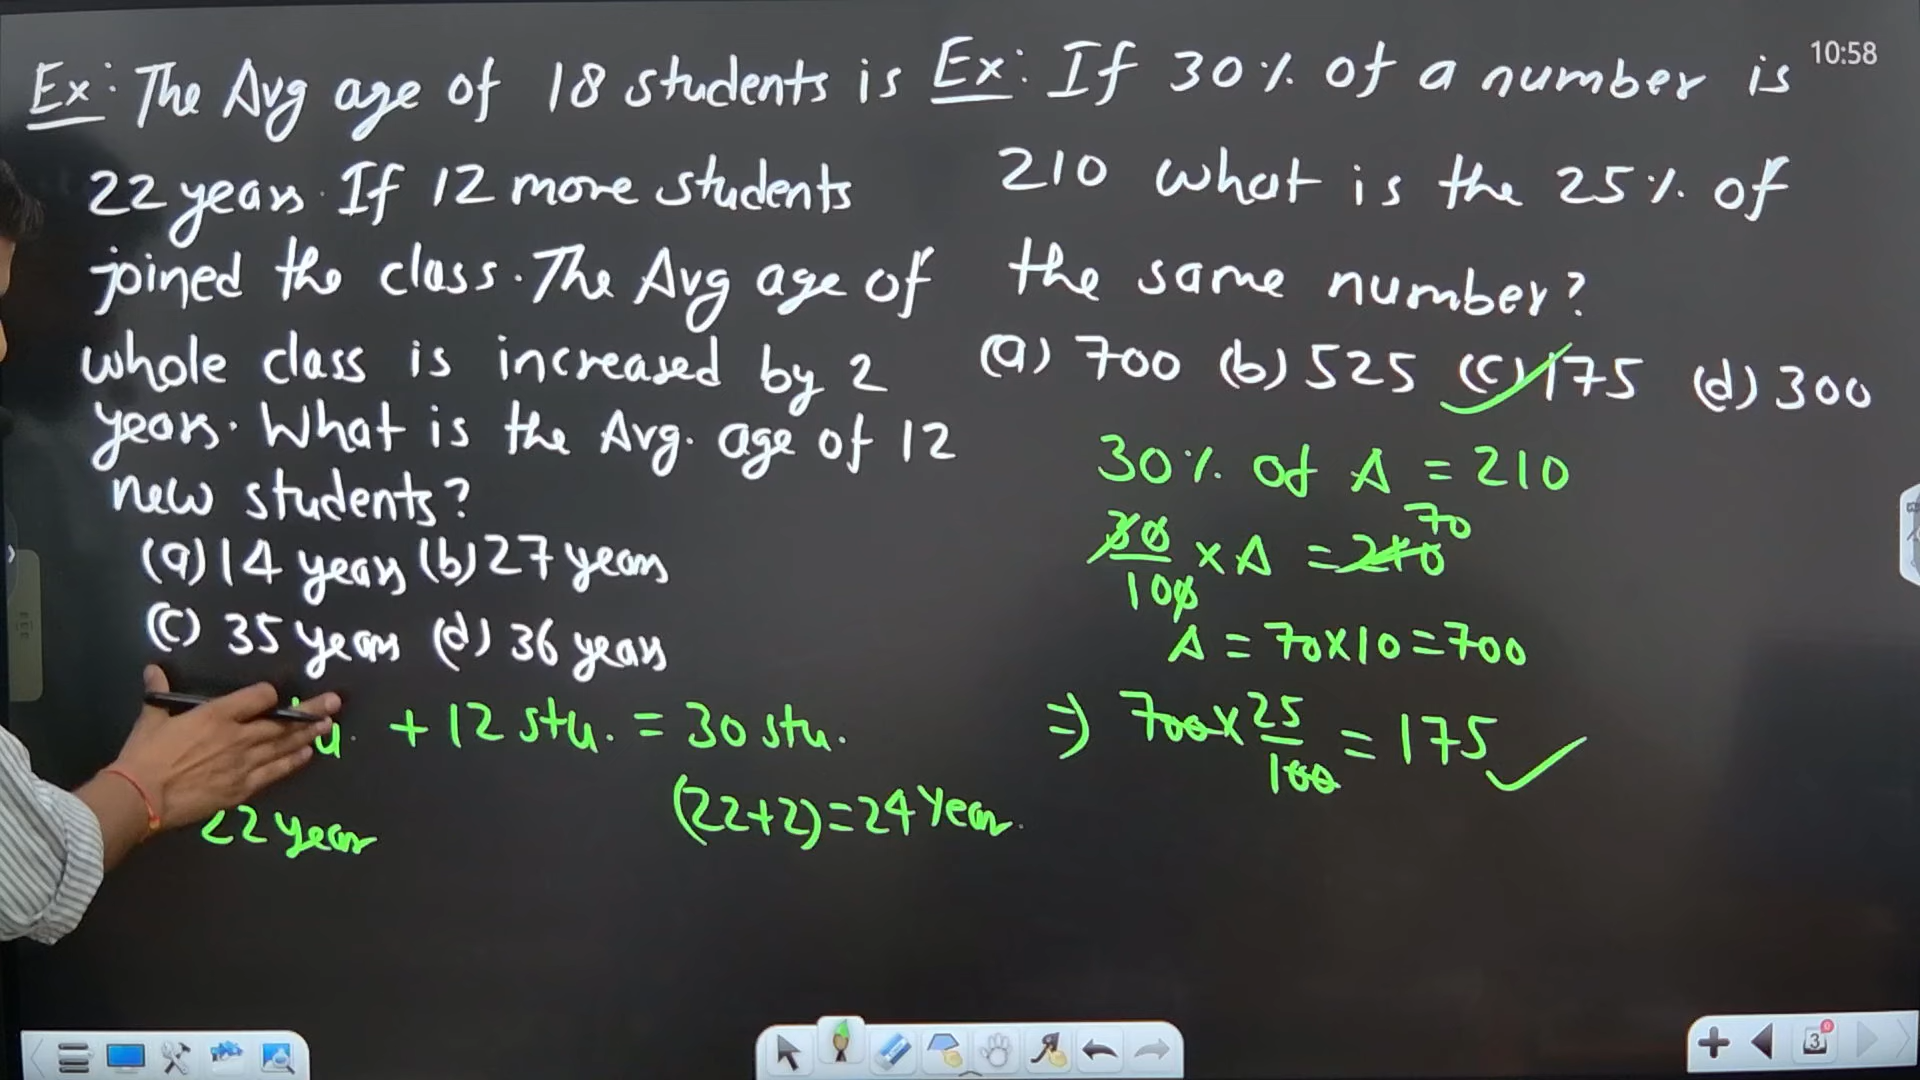 10:58
Ex: The Avg age of 18 students is
22 years. If 12 more students
joined the class. The Avg age of
whole class is increased by 2
years. What is the Avg. age of 12
new students?
(a) 14 years (b) 27 years
(c) 35 years (d) 36 years
+ 12 stu. = 30 stu.
22 year
(22+2)=24 Year.
Ex: If 30% of a number is
210 what is the 25% of
the same number?
(a) 700 (b) 525 (c) 175 (d) 300
30% of A = 210
70
30/100 × A = 210
A = 70×10=700
⇒ 700×25/100 = 175
3